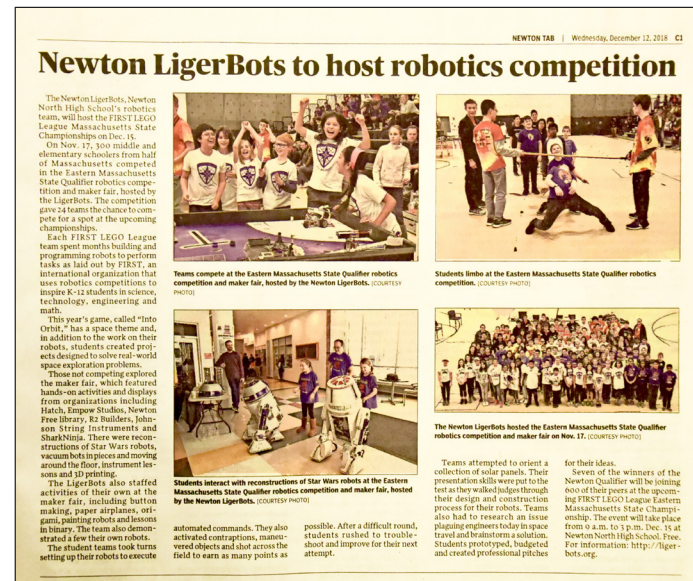 NEWTON TAB | Wednesday, December 12, 2018 C1
Newton LigerBots to host robotics competition
The Newton LigerBots, Newton
North High School's robotics
team, will host the FIRST LEGO
League Massachusetts State
Championships on Dec. 15.
On Nov. 17, 300 middle and
elementary schoolers from half
of Massachusetts competed
in the Eastern Massachusetts
State Qualifier robotics compe-
tition and maker fair, hosted by
the LigerBots. The competition
gave 24 teams the chance to com-
pete for a spot at the upcoming
championships.
Each FIRST LEGO League
team spent months building and
programming robots to perform
tasks as laid out by FIRST, an
international organization that
uses robotics competitions to
inspire K-12 students in science,
technology, engineering and
math.
This year's game, called "Into
Orbit," has a space theme and,
in addition to the work on their
robots, students created proj-
ects designed to solve real-world
space exploration problems.
Those not competing explored
the maker fair, which featured
hands-on activities and displays
from organizations including
Hatch, Empow Studios, Newton
Free library, R2 Builders, John-
son String Instruments and
SharkNinja. There were recon-
structions of Star Wars robots,
vacuum bots in pieces and moving
around the floor, instrument les-
sons and 3D printing.
The LigerBots also staffed
activities of their own at the
maker fair, including button
making, paper airplanes, ori-
gami, painting robots and lessons
in binary. The team also demon-
strated a few their own robots.
The student teams took turns
setting up their robots to execute
Teams compete at the Eastern Massachusetts State Qualifier robotics
competition and maker fair, hosted by the Newton LigerBots. [COURTESY
PHOTO]
Students limbo at the Eastern Massachusetts State Qualifier robotics
competition. [COURTESY PHOTO]
Students interact with reconstructions of Star Wars robots at the Eastern
Massachusetts State Qualifier robotics competition and maker fair, hosted
by the Newton LigerBots. [COURTESY PHOTO]
The Newton LigerBots hosted the Eastern Massachusetts Qualifier
robotics competition and maker fair on Nov. 17. [COURTESY PHOTO]
automated commands. They also
activated contraptions, maneu-
vered objects and shot across the
field to earn as many points as
possible. After a difficult round,
students rushed to trouble-
shoot and improve for their next
attempt.
Teams attempted to orient a
collection of solar panels. Their
presentation skills were put to the
test as they walked judges through
their design and construction
process for their robots. Teams
also had to research an issue
plaguing engineers today in space
travel and brainstorm a solution.
Students prototyped, budgeted
and created professional pitches
for their ideas.
Seven of the winners of the
Newton Qualifier will be joining
600 of their peers at the upcom-
ing FIRST LEGO League Eastern
Massachusetts State Champi-
onship. The event will take place
from 9 a.m. to 3 p.m. Dec. 15 at
Newton North High School. Free.
For information: http://liger-
bots.org.